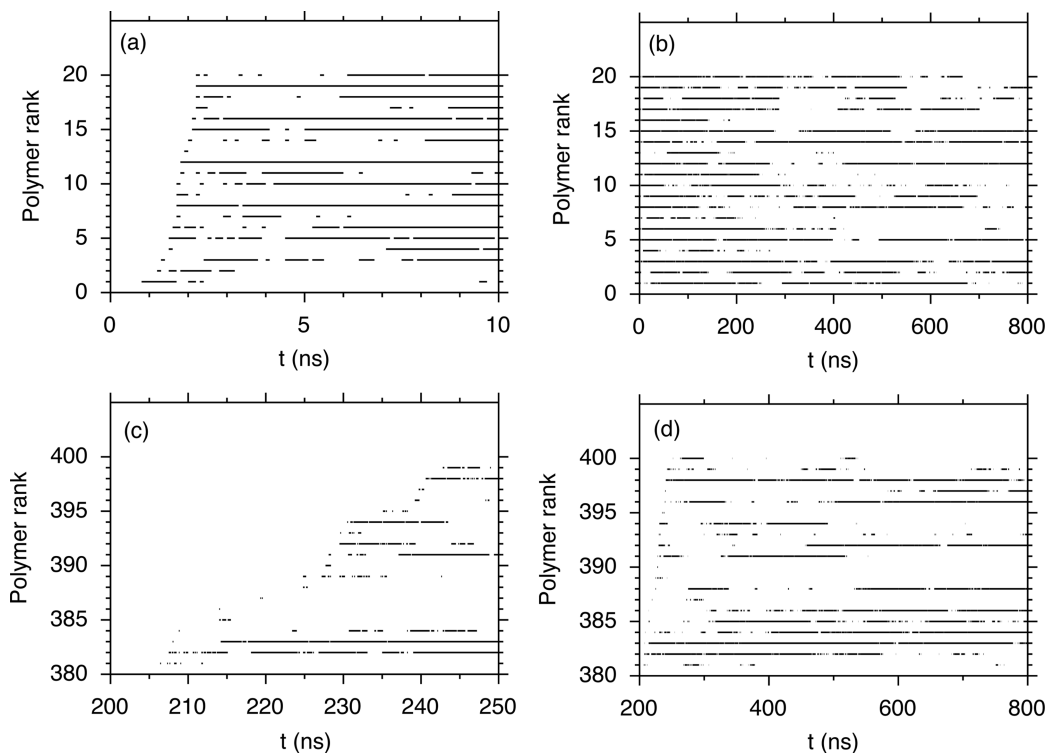 (a)
Polymer rank
20
15
10
5
0
0 5 10
t (ns)
(b)
Polymer rank
20
15
10
5
0
0 200 400 600 800
t (ns)
(c)
Polymer rank
400
395
390
385
380
200 210 220 230 240 250
t (ns)
(d)
Polymer rank
400
395
390
385
380
200 400 600 800
t (ns)